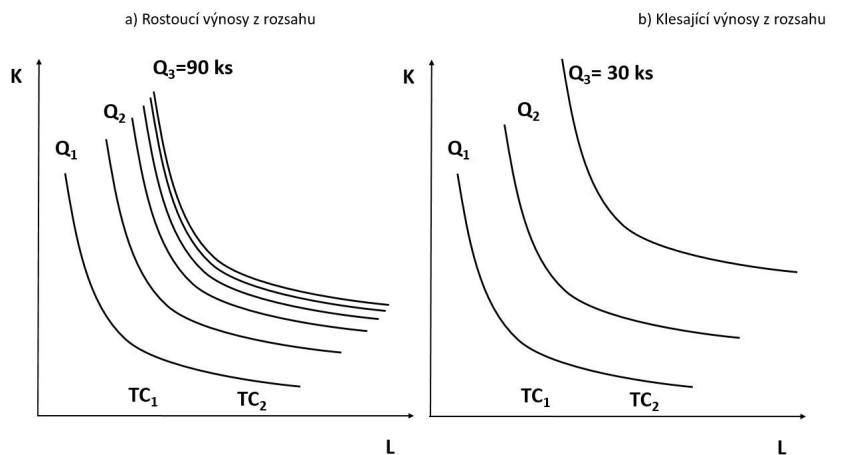 a) Rostoucí výnosy z rozsahu
K
Q₃=90 ks
Q₂
Q₁
TC₁
TC₂
L
b) Klesající výnosy z rozsahu
K
Q₃= 30 ks
Q₂
Q₁
TC₁
TC₂
L